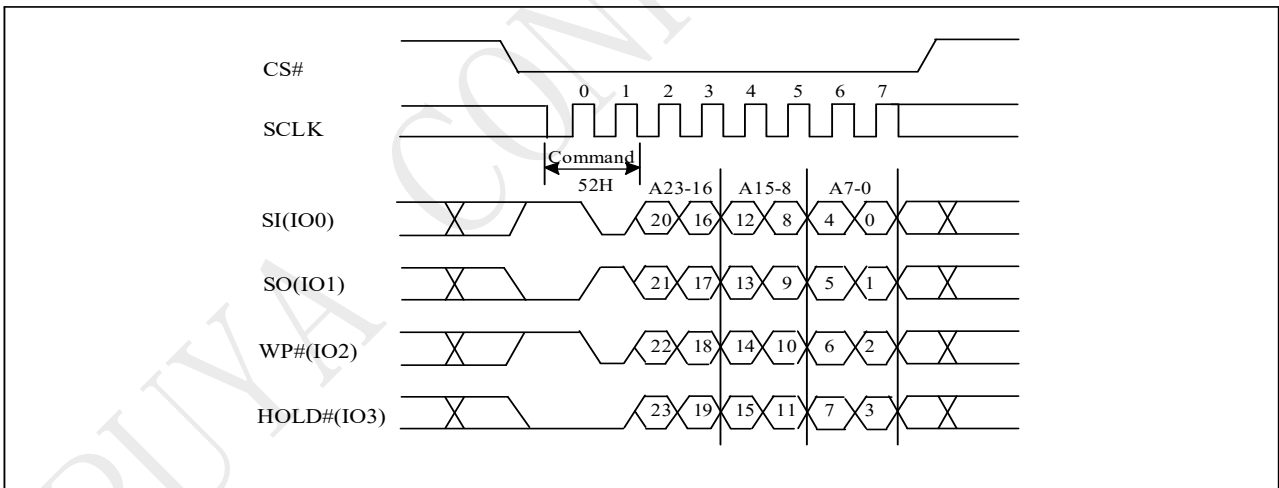 CS#
0 1 2 3 4 5 6 7
SCLK
Command
52H A23-16 A15-8 A7-0
SI(IO0) 20 16 12 8 4 0
SO(IO1) 21 17 13 9 5 1
WP#(IO2) 22 18 14 10 6 2
HOLD#(IO3) 23 19 15 11 7 3
PUYA